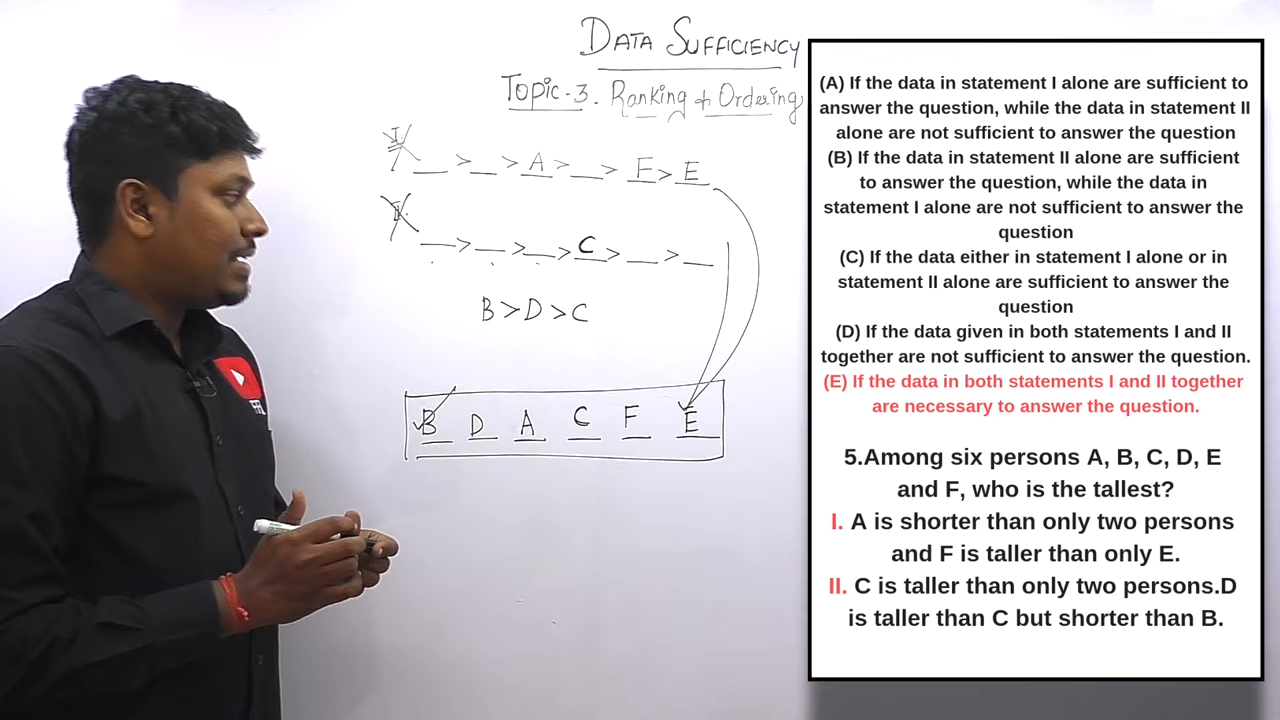 DATA SUFFICIENCY
Topic-3. Ranking & Ordering
I
__ > __ > A > __ > F > E
II
__ > __ > __ > C > __ > __
B > D > C
B D A C F E
(A) If the data in statement I alone are sufficient to
answer the question, while the data in statement II
alone are not sufficient to answer the question
(B) If the data in statement II alone are sufficient
to answer the question, while the data in
statement I alone are not sufficient to answer the
question
(C) If the data either in statement I alone or in
statement II alone are sufficient to answer the
question
(D) If the data given in both statements I and II
together are not sufficient to answer the question.
(E) If the data in both statements I and II together
are necessary to answer the question.
5.Among six persons A, B, C, D, E
and F, who is the tallest?
I. A is shorter than only two persons
and F is taller than only E.
II. C is taller than only two persons.D
is taller than C but shorter than B.